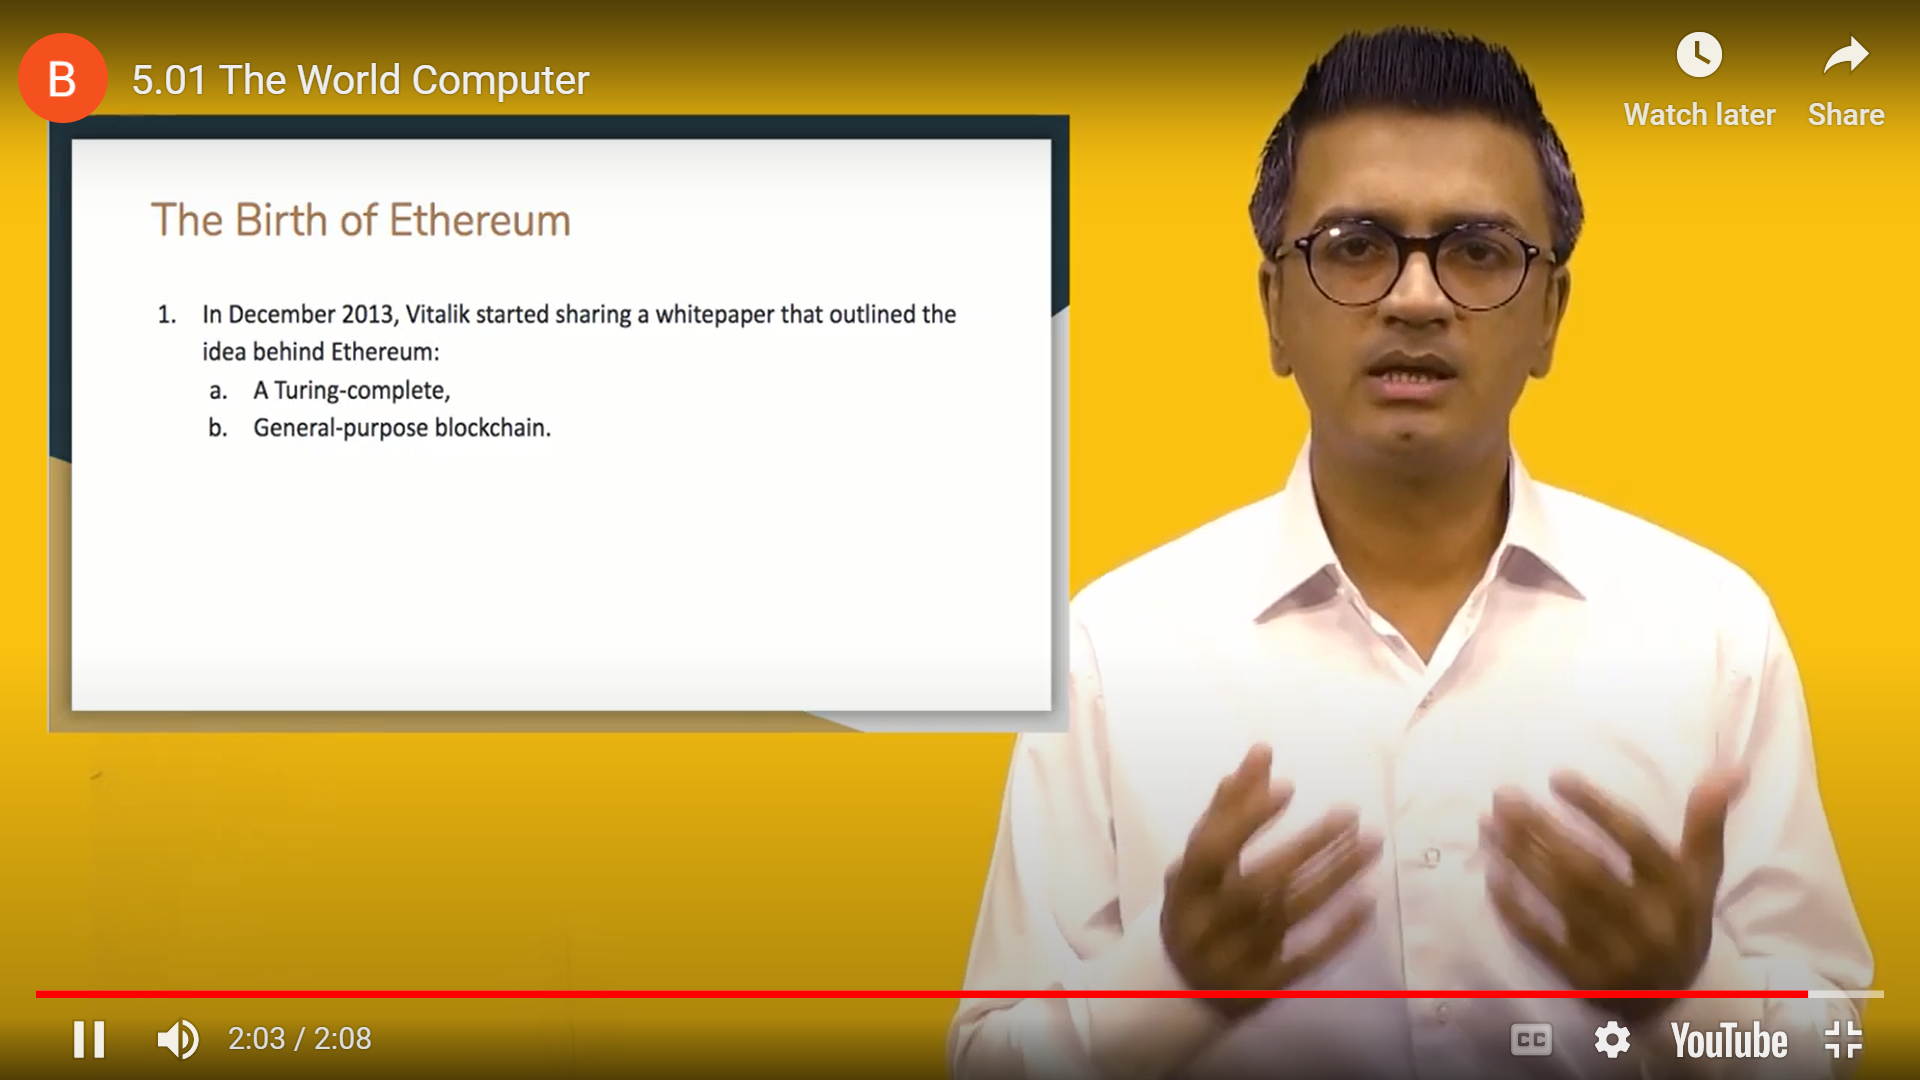 B
5.01 The World Computer
Watch later
Share
The Birth of Ethereum
1. In December 2013, Vitalik started sharing a whitepaper that outlined the
idea behind Ethereum:
a. A Turing-complete,
b. General-purpose blockchain.
2:03 / 2:08
CC
YouTube